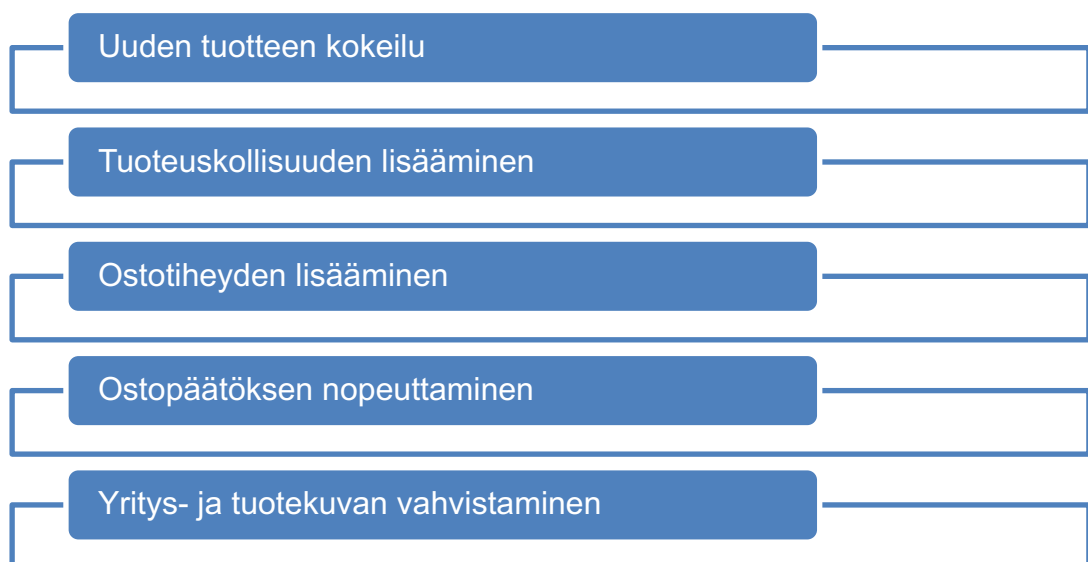 Uuden tuotteen kokeilu
Tuoteuskollisuuden lisääminen
Ostotiheyden lisääminen
Ostopäätöksen nopeuttaminen
Yritys- ja tuotekuvan vahvistaminen